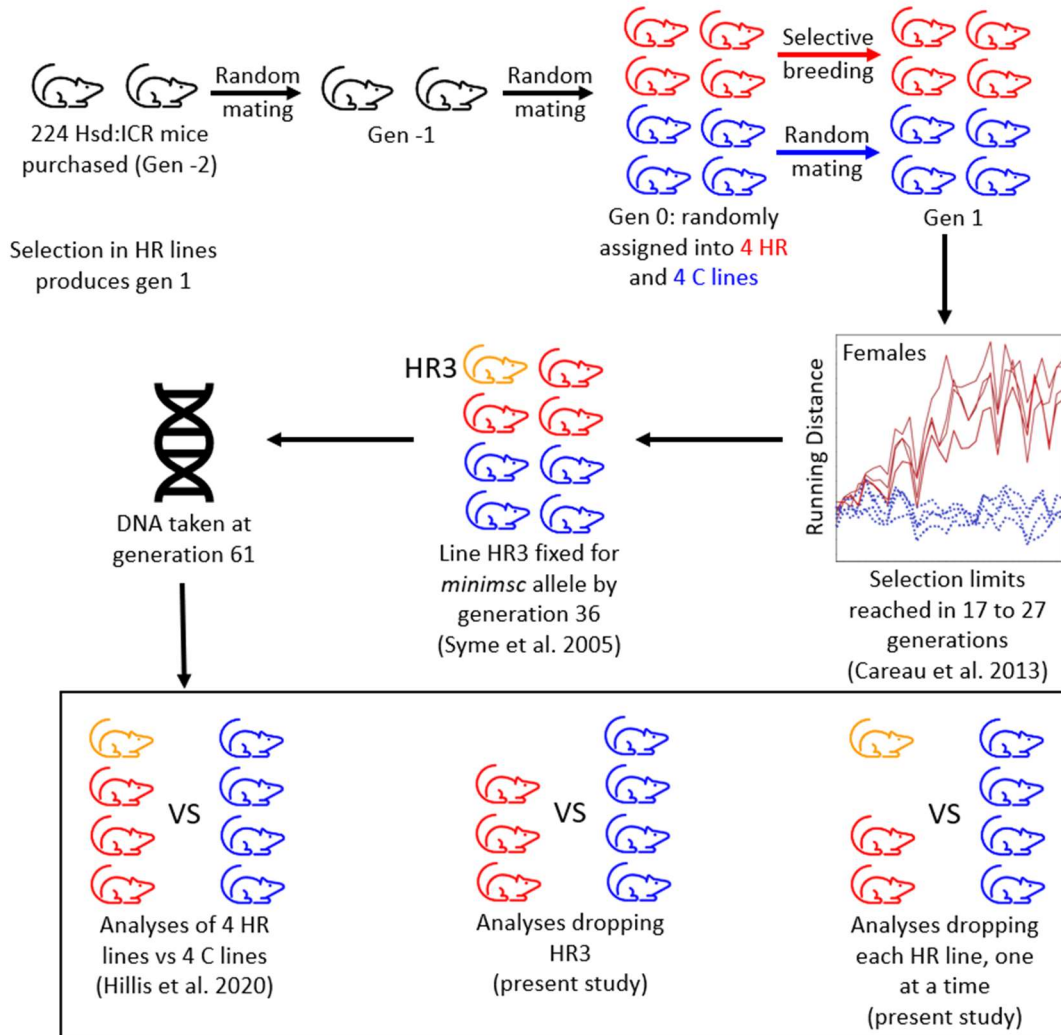 224 Hsd:ICR mice
purchased (Gen -2)
Random
mating
Gen -1
Random
mating
Gen 0: randomly
assigned into 4 HR
and 4 C lines
Selective
breeding
Random
mating
Gen 1
Selection in HR lines
produces gen 1
Females
Running Distance
Selection limits
reached in 17 to 27
generations
(Careau et al. 2013)
HR3
Line HR3 fixed for
minimsc allele by
generation 36
(Syme et al. 2005)
DNA taken at
generation 61
VS
Analyses of 4 HR
lines vs 4 C lines
(Hillis et al. 2020)
VS
Analyses dropping
HR3
(present study)
VS
Analyses dropping
each HR line, one
at a time
(present study)